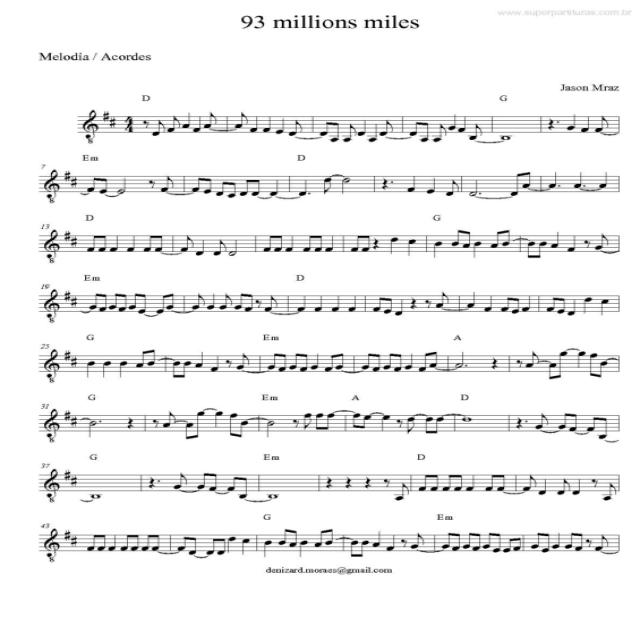 www.superpartituras.com.br
93 millions miles
Melodía / Acordes
Jason Mraz
D G
7 Em D
13 D G
19 Em D
25 G Em A
31 G Em A D
37 G Em D
43 G Em
denizard.moraes@gmail.com